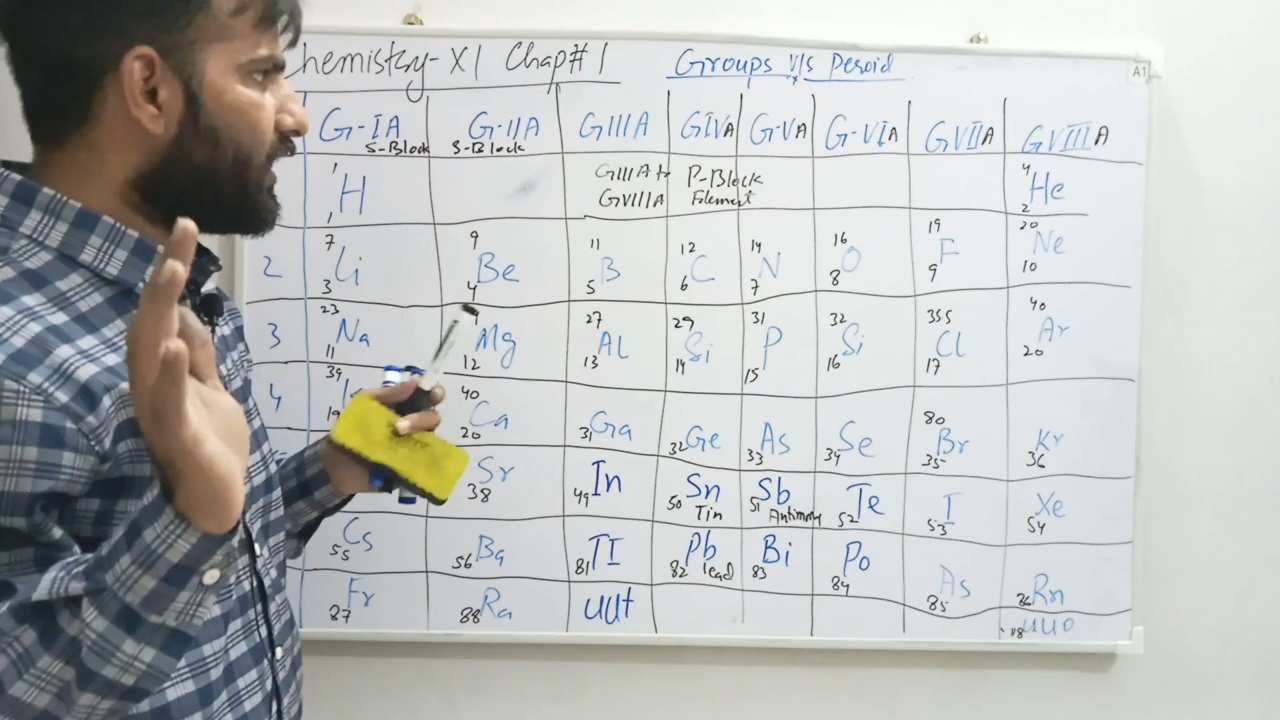 Chemistry-XI Chap# 1 Groups V/s Peroid
A1
G-IA G-IIA GIIIA GIVA G-VA G-VIA GVIIA GVIIIA
S-Block S-Block
1 H 1 GIIIA to P-Block 4 He 2
GVIIIA Element
2 7 Li 3 9 Be 4 11 B 5 12 C 6 14 N 7 16 O 8 19 F 9 20 Ne 10
3 23 Na 11 Mg 12 27 AL 13 29 Si 14 31 P 15 32 Si 16 355 Cl 17 40 Ar 20
4 39 19 40 Ca 20 31 Ga 32 Ge 33 As 34 Se 80 Br 35 Kr 36
Sr 38 49 In 50 Sn 51 Sb 52 Te I 53 Xe 54
Tin Antimny
Cs 55 56 Ba 81 TI 82 Pb 83 Bi Po 84 As 85 86 Rn
lead
Fr 87 88 Ra UUt 118 UUO